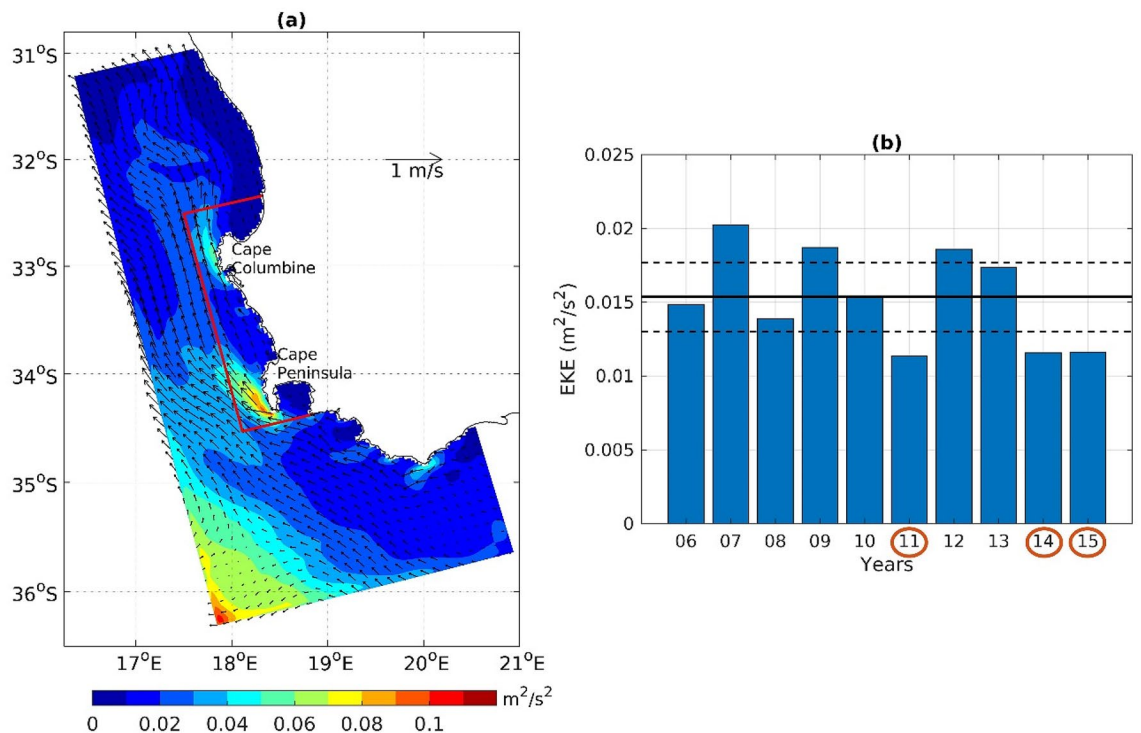 (a)
31°S
32°S
33°S
34°S
35°S
36°S
1 m/s
Cape
Columbine
Cape
Peninsula
17°E
18°E
19°E
20°E
21°E
0
0.02
0.04
0.06
0.08
0.1
m²/s²
(b)
EKE (m²/s²)
0.025
0.02
0.015
0.01
0.005
0
06
07
08
09
10
11
12
13
14
15
Years